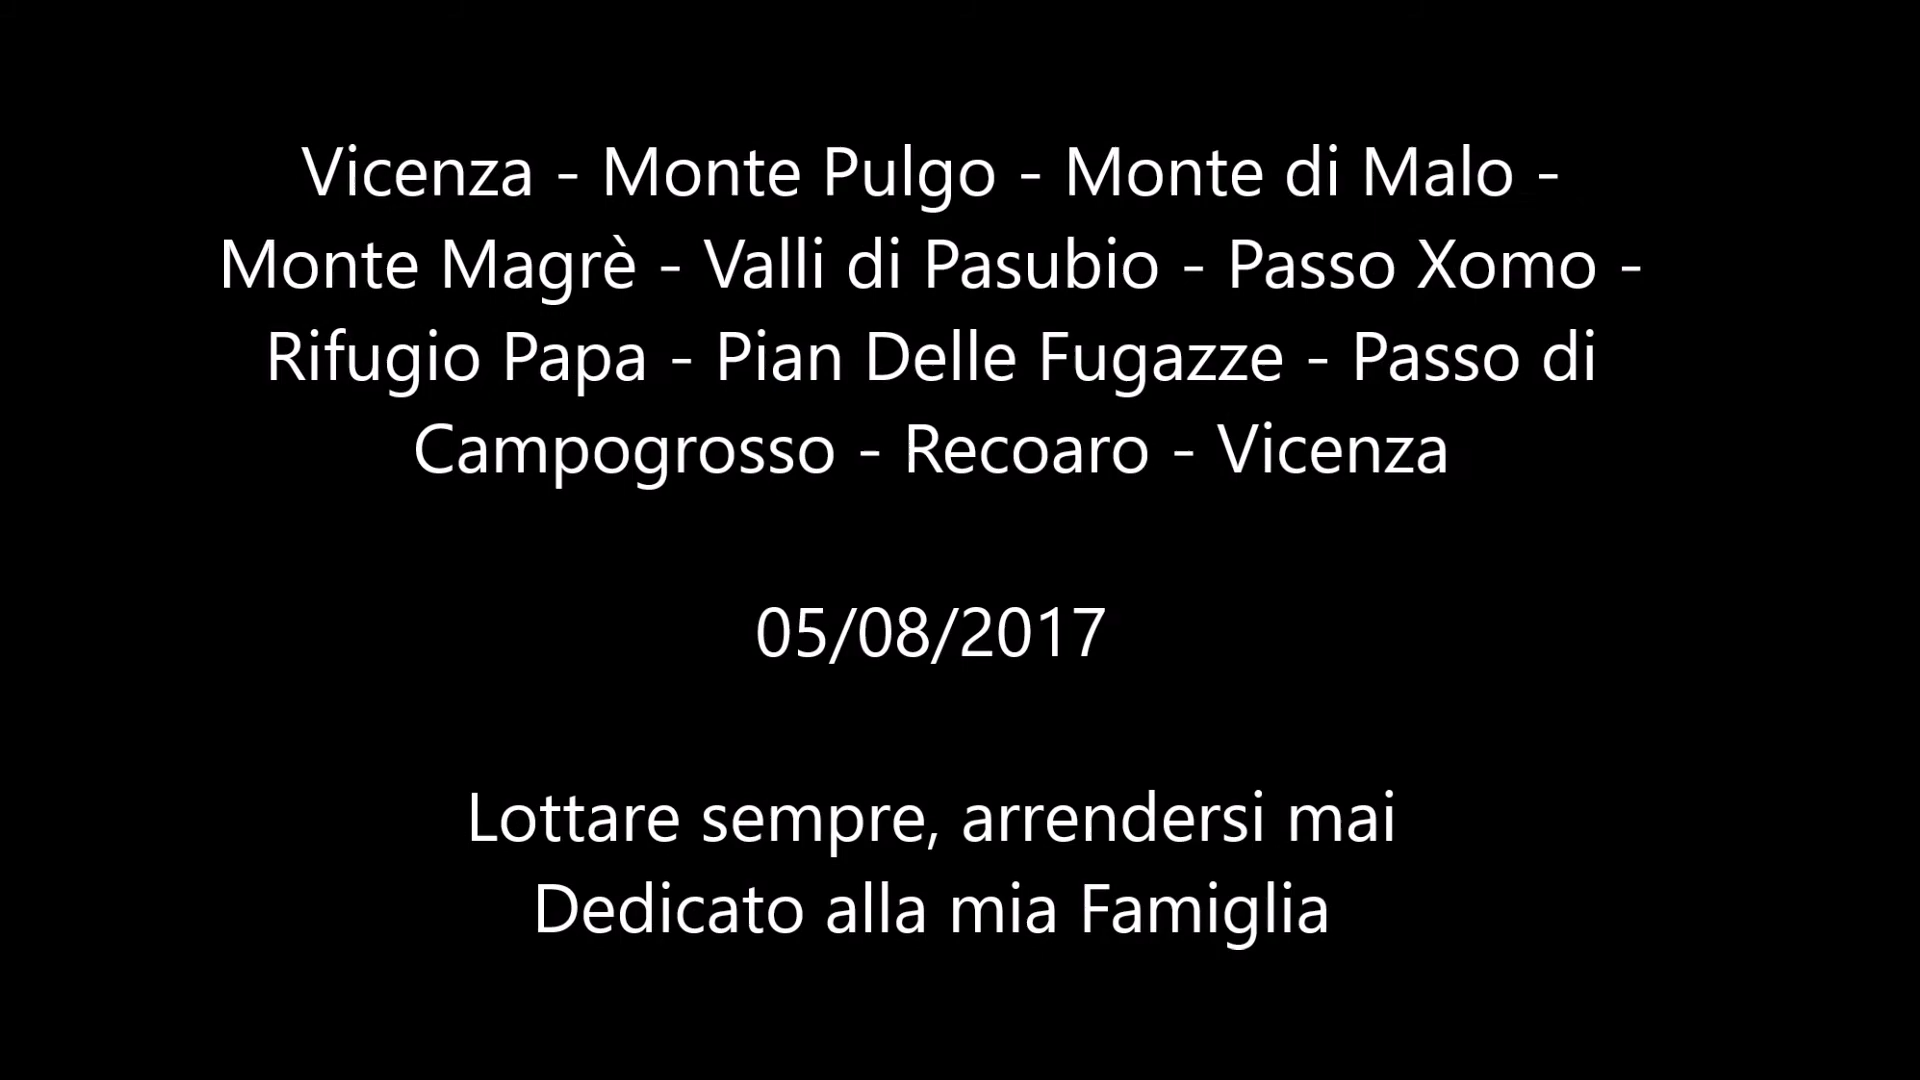 Vicenza - Monte Pulgo - Monte di Malo -
Monte Magrè - Valli di Pasubio - Passo Xomo -
Rifugio Papa - Pian Delle Fugazze - Passo di
Campogrosso - Recoaro - Vicenza
05/08/2017
Lottare sempre, arrendersi mai
Dedicato alla mia Famiglia